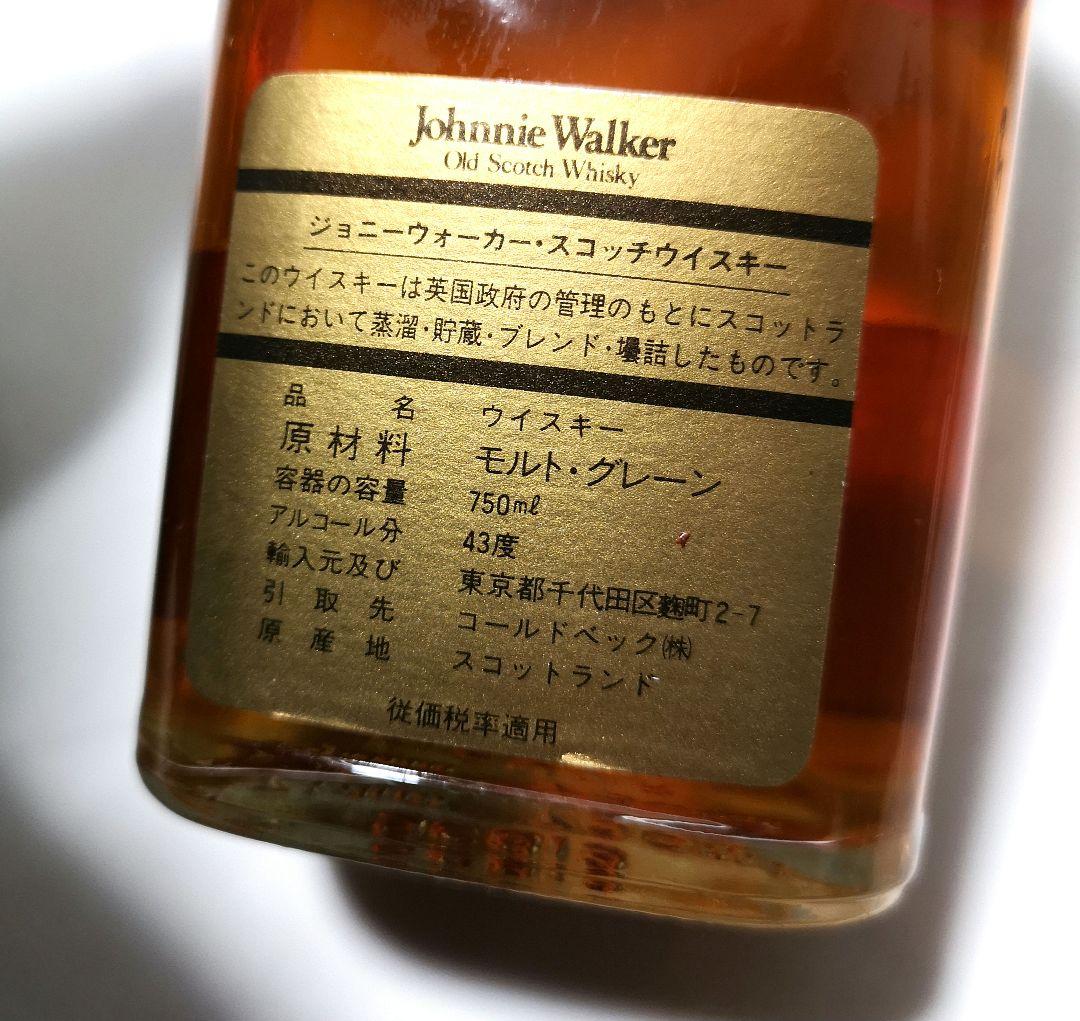 Johnnie Walker
Old Scotch Whisky
ジョニーウォーカー・スコッチウイスキー
このウイスキーは英国政府の管理のもとにスコットラ
ンドにおいて蒸溜・貯蔵・ブレンド・壜詰したものです。
品名 ウイスキー
原材料 モルト・グレーン
容器の容量 750mℓ
アルコール分 43度
輸入元及び 東京都千代田区麹町2-7
引取先 コールドベック㈱
原産地 スコットランド
従価税率適用